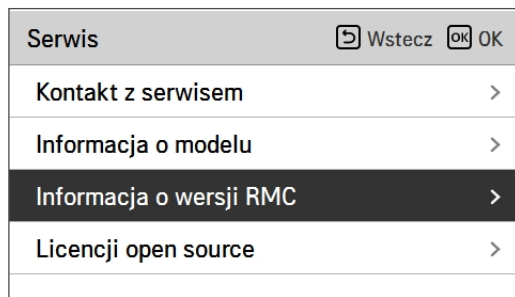 Serwis Wstecz OK OK
Kontakt z serwisem >
Informacja o modelu >
Informacja o wersji RMC >
Licencji open source >